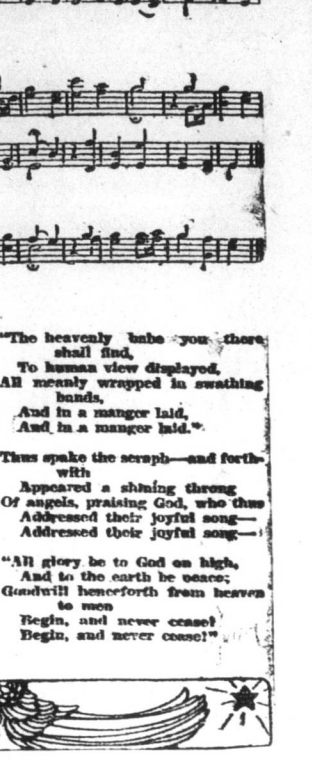 "The heavenly babe you there
shall find,
To human view displayed,
All meanly wrapped in swathing
bands,
And in a manger laid,
And in a manger laid."
Thus spake the seraph—and forth-
with
Appeared a shining throng
Of angels, praising God, who thus
Addressed their joyful song—
Addressed their joyful song—
"All glory be to God on high,
And to the earth be peace;
Goodwill henceforth from heaven
to men
Begin, and never cease!
Begin, and never cease!"